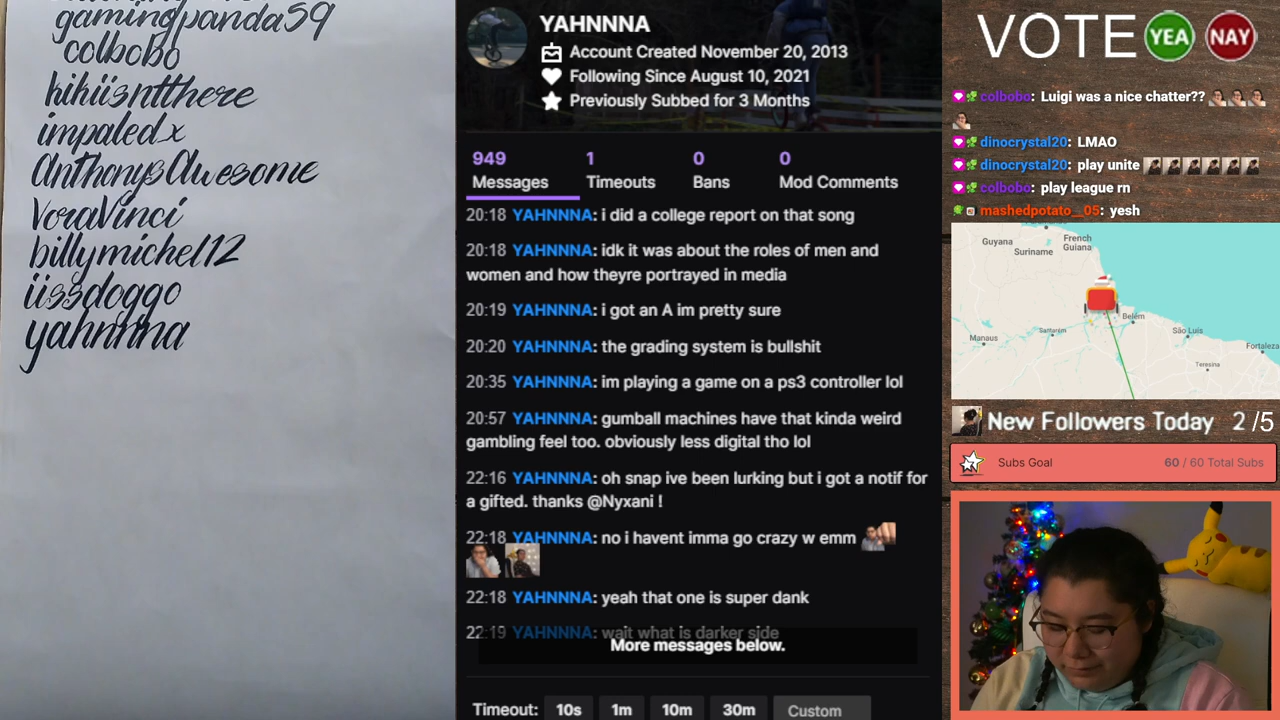 gamingpanda59
colbobo
hihiisntthere
impaledx
AnthonysAwesome
VoraVinci
billymichel12
iissdoggo
yahnnna
YAHNNNA
Account Created November 20, 2013
Following Since August 10, 2021
Previously Subbed for 3 Months
949 1 0 0
Messages Timeouts Bans Mod Comments
20:18 YAHNNNA: i did a college report on that song
20:18 YAHNNNA: idk it was about the roles of men and
women and how theyre portrayed in media
20:19 YAHNNNA: i got an A im pretty sure
20:20 YAHNNNA: the grading system is bullshit
20:35 YAHNNNA: im playing a game on a ps3 controller lol
20:57 YAHNNNA: gumball machines have that kinda weird
gambling feel too. obviously less digital tho lol
22:16 YAHNNNA: oh snap ive been lurking but i got a notif for
a gifted. thanks @Nyxani !
22:18 YAHNNNA: no i havent imma go crazy w emm
22:18 YAHNNNA: yeah that one is super dank
22:19 YAHNNNA: wait what is darker side
More messages below.
Timeout: 10s 1m 10m 30m Custom
VOTE YEA NAY
colbobo: Luigi was a nice chatter??
dinocrystal20: LMAO
dinocrystal20: play unite
colbobo: play league rn
mashedpotato_05: yesh
Guyana
Suriname
French
Guiana
Belém
Santarem
Manaus
São Luis
Fortaleza
Teresina
New Followers Today 2 /5
Subs Goal 60 / 60 Total Subs